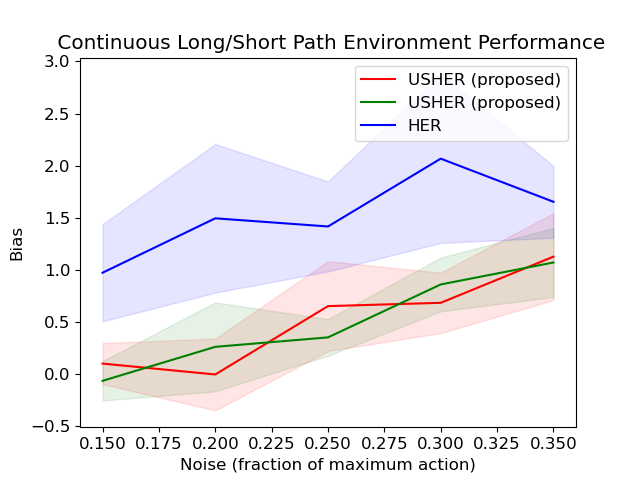 Continuous Long/Short Path Environment Performance
USHER (proposed)
USHER (proposed)
HER
Bias
3.0
2.5
2.0
1.5
1.0
0.5
0.0
−0.5
0.150 0.175 0.200 0.225 0.250 0.275 0.300 0.325 0.350
Noise (fraction of maximum action)